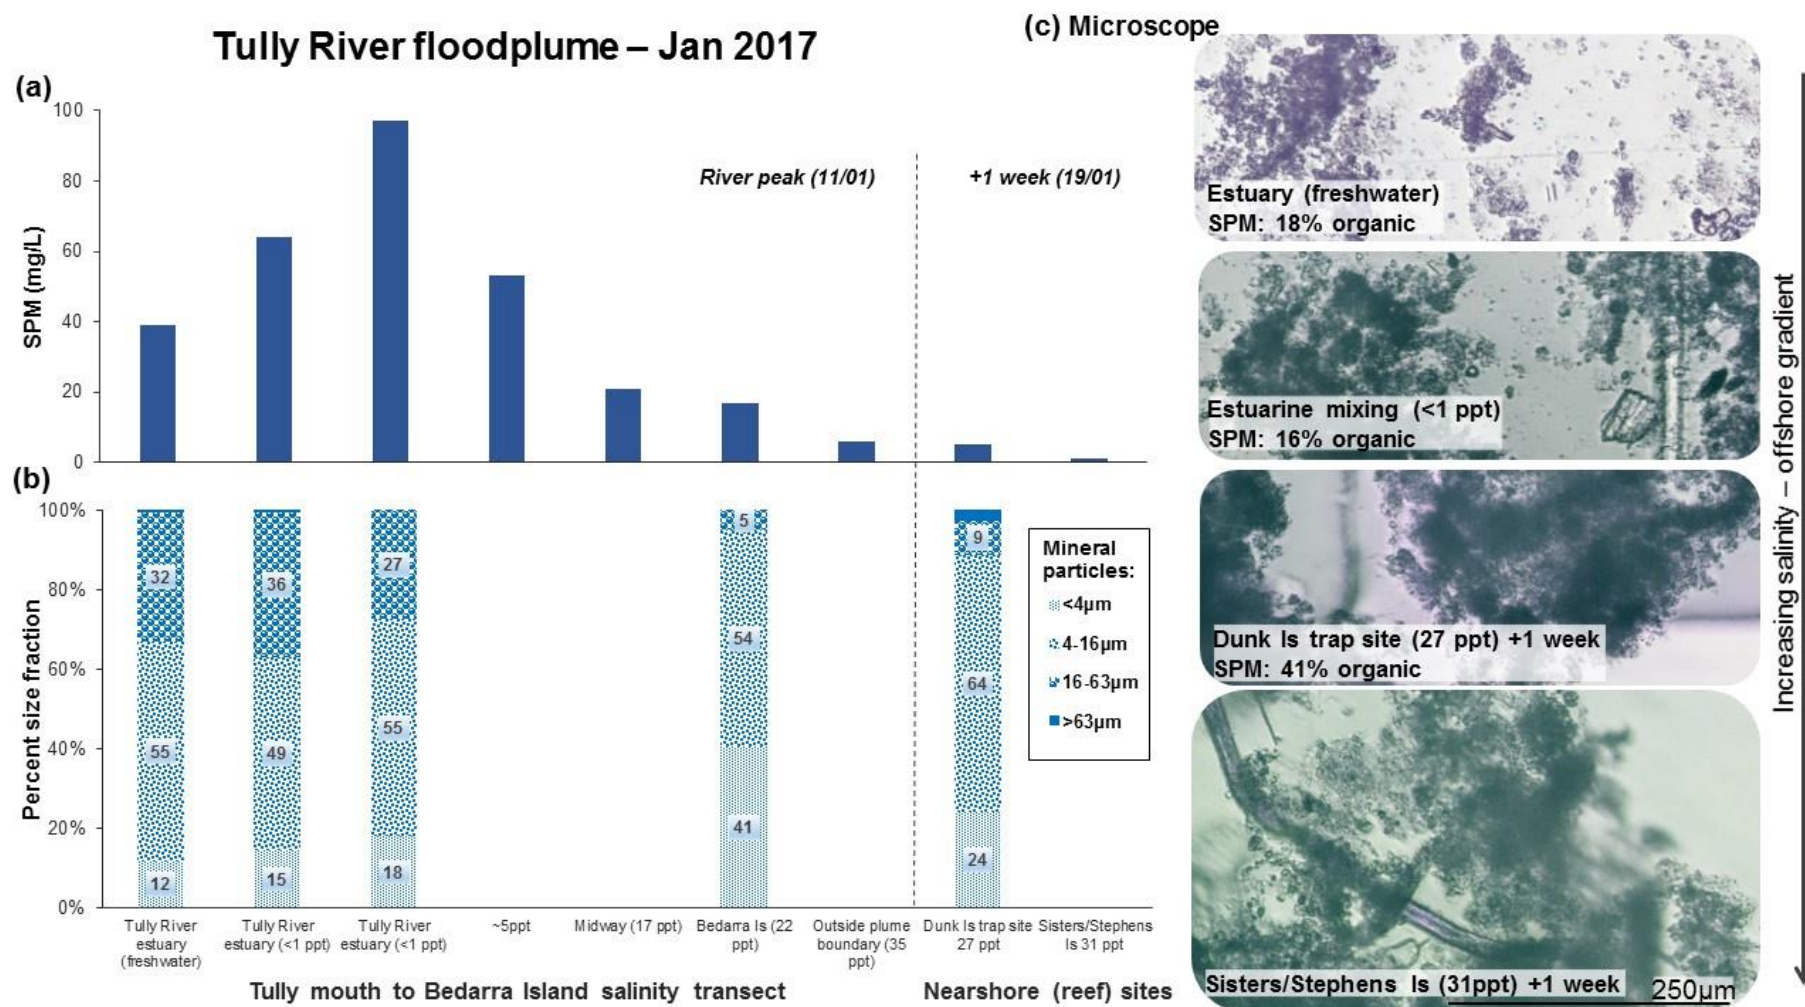 Tully River floodplume – Jan 2017
(a)
SPM (mg/L)
100
80
60
40
20
0
River peak (11/01)
+1 week (19/01)
(b)
Percent size fraction
100%
80%
60%
40%
20%
0%
32
55
12
36
49
15
27
55
18
5
54
41
9
64
24
Mineral
particles:
<4µm
4-16µm
16-63µm
>63µm
Tully River
estuary
(freshwater)
Tully River
estuary (<1 ppt)
Tully River
estuary (<1 ppt)
~5ppt
Midway (17 ppt)
Bedarra Is (22
ppt)
Outside plume
boundary (35
ppt)
Dunk Is trap site
27 ppt
Sisters/Stephens
Is 31 ppt
Tully mouth to Bedarra Island salinity transect
Nearshore (reef) sites
(c) Microscope
Estuary (freshwater)
SPM: 18% organic
Estuarine mixing (<1 ppt)
SPM: 16% organic
Dunk Is trap site (27 ppt) +1 week
SPM: 41% organic
Sisters/Stephens Is (31ppt) +1 week
250µm
Increasing salinity – offshore gradient